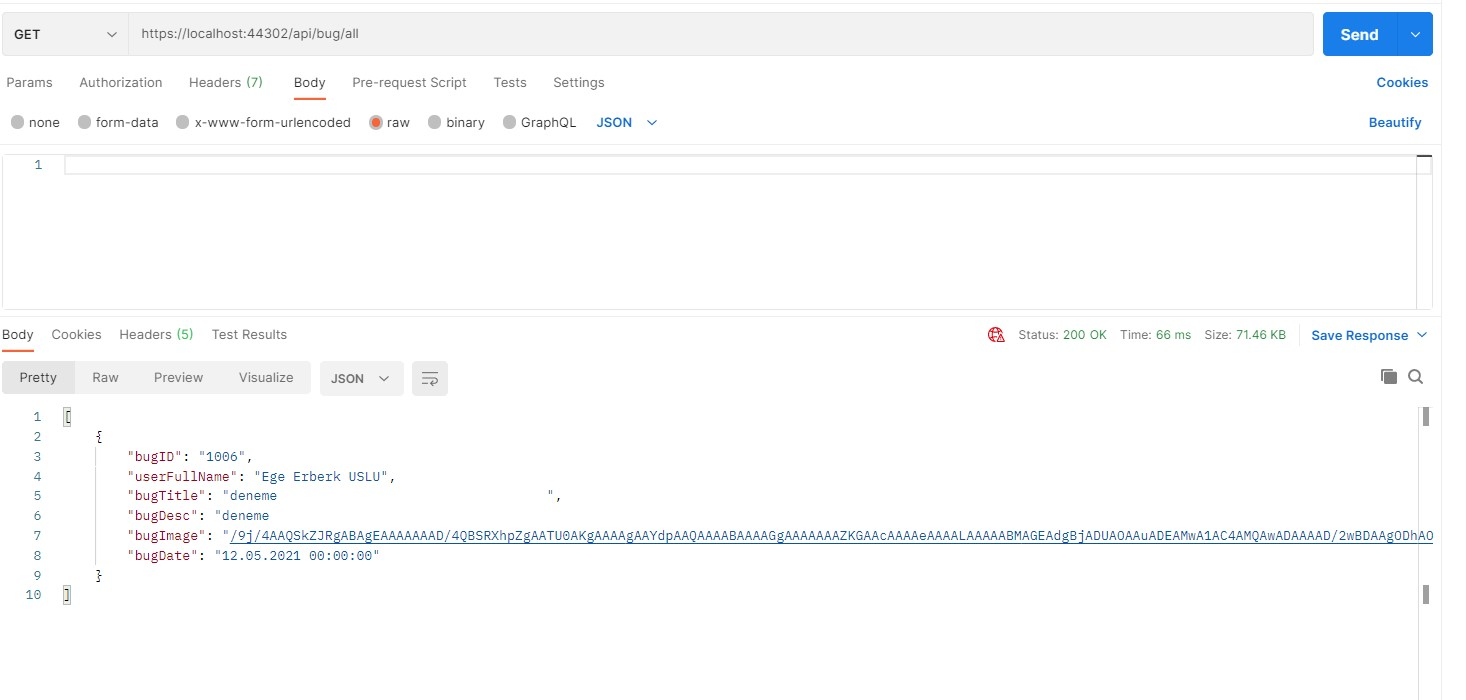 GET https://localhost:44302/api/bug/all Send
Params Authorization Headers (7) Body Pre-request Script Tests Settings Cookies
none form-data x-www-form-urlencoded raw binary GraphQL JSON Beautify
1
Body Cookies Headers (5) Test Results Status: 200 OK Time: 66 ms Size: 71.46 KB Save Response
Pretty Raw Preview Visualize JSON
1 [
2 {
3 "bugID": "1006",
4 "userFullName": "Ege Erberk USLU",
5 "bugTitle": "deneme ",
6 "bugDesc": "deneme
7 "bugImage": "/9j/4AAQSkZJRgABAgEAAAAAAAD/4QBSRXhpZgAATU0AKgAAAAgAAYdpAAQAAAABAAAAGgAAAAAAAZKGAAcAAAAeAAAALAAAAABMAGEAdgBjADUAOAAuADEAMwA1AC4AMQAwADAAAAD/2wBDAAgODhAO
8 "bugDate": "12.05.2021 00:00:00"
9 }
10 ]